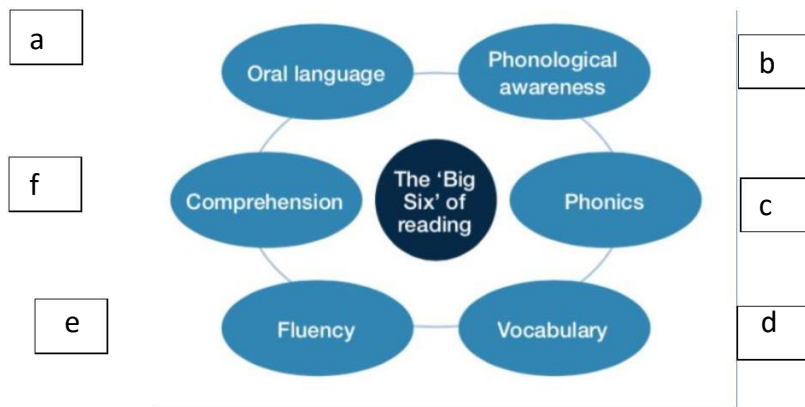 a
Oral language
Phonological
awareness
b
f
Comprehension
The ‘Big
Six’ of
reading
Phonics
c
e
Fluency
Vocabulary
d